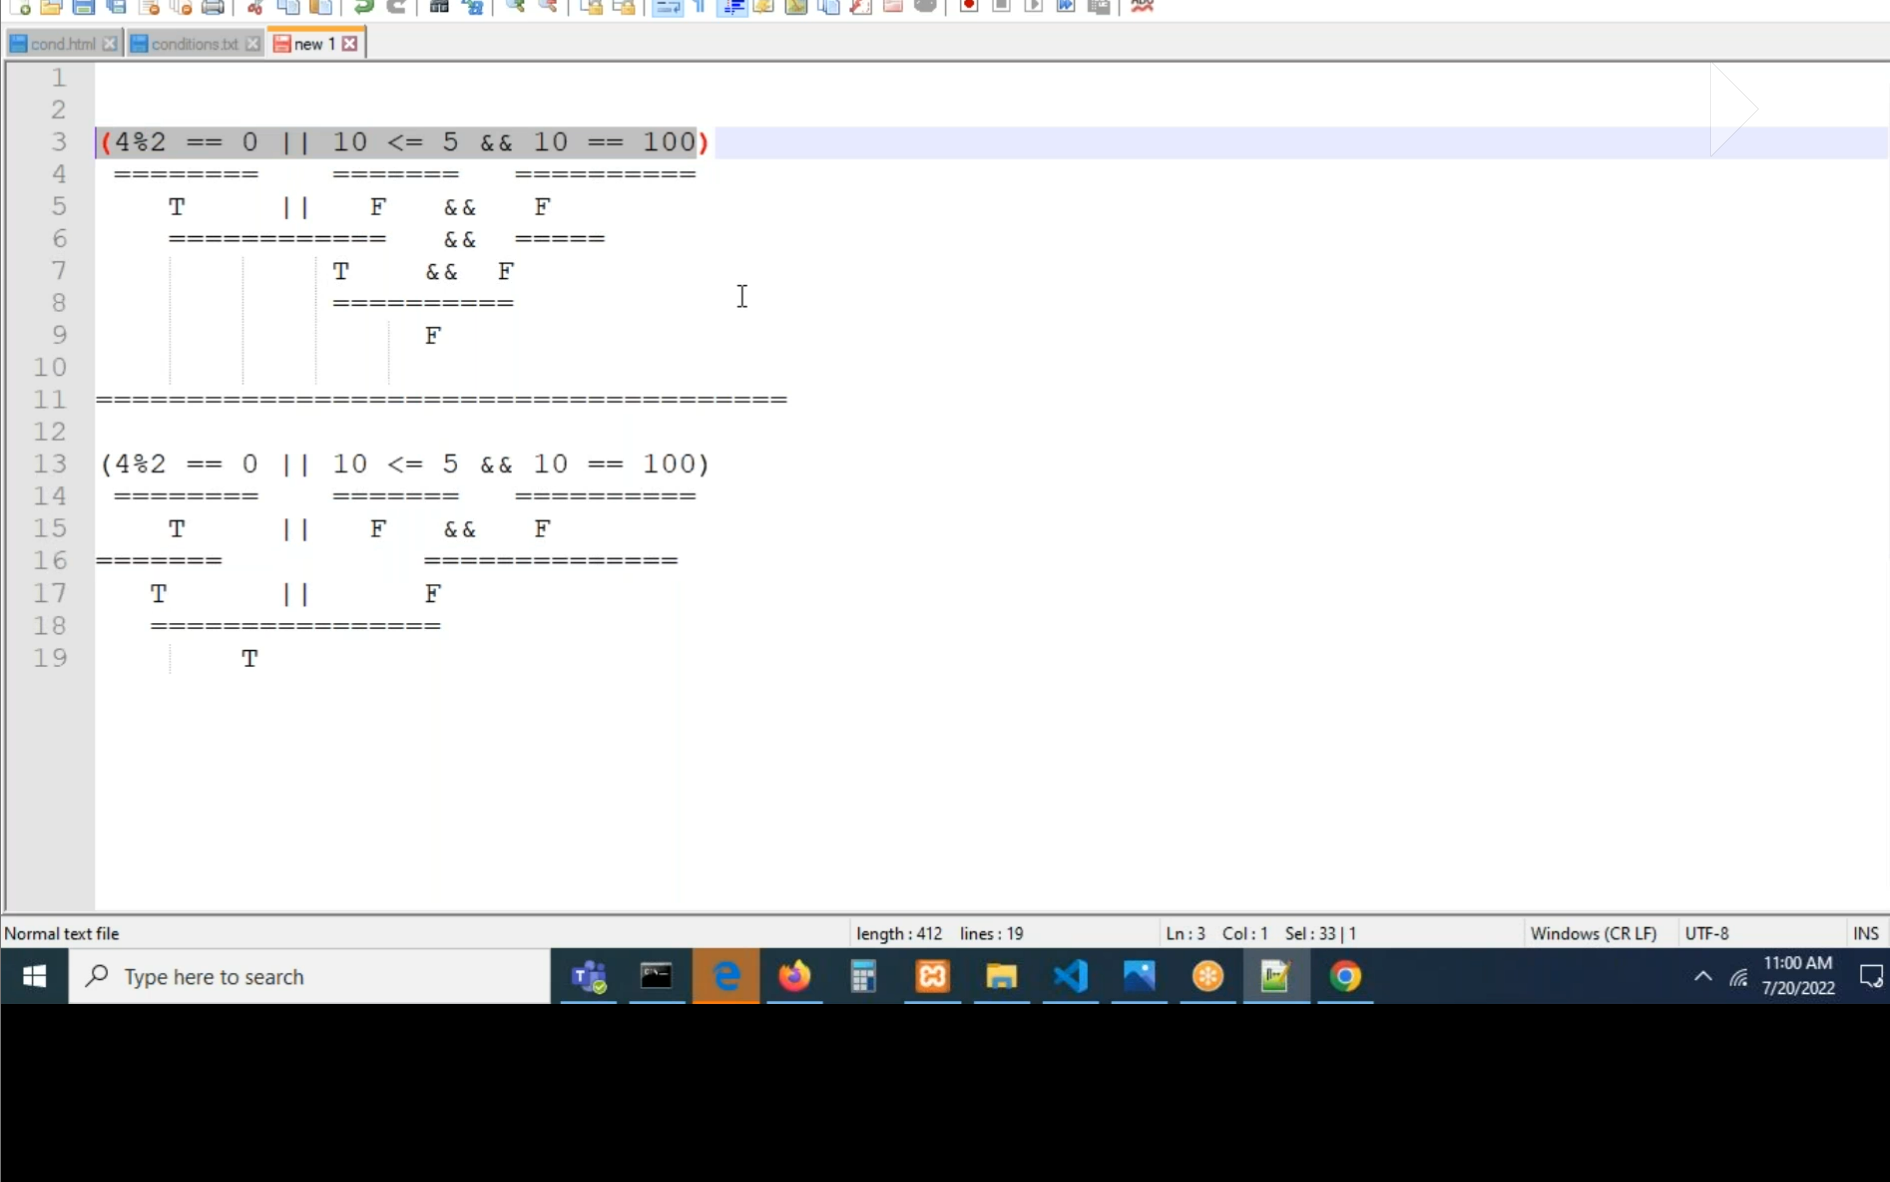 cond.html conditions.txt new 1
1
2
3 (4%2 == 0 || 10 <= 5 && 10 == 100)
4 ======== ======= ==========
5 T || F && F
6 ============ && =====
7 T && F
8 ==========
9 F
10
11 ======================================
12
13 (4%2 == 0 || 10 <= 5 && 10 == 100)
14 ======== ======= ==========
15 T || F && F
16 ======= ==============
17 T || F
18 ================
19 T
Normal text file length : 412 lines : 19 Ln : 3 Col : 1 Sel : 33 | 1 Windows (CR LF) UTF-8 INS
Type here to search 11:00 AM
7/20/2022